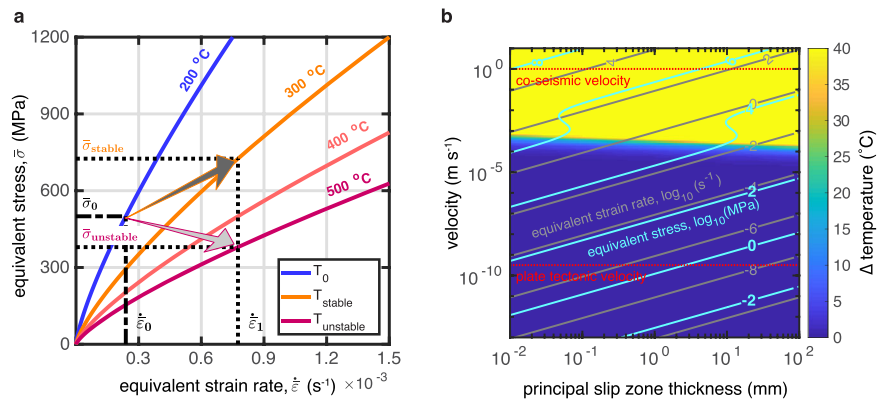 a
equivalent stress, σ̄ (MPa)
1200
900
600
300
0
σ̄stable
σ̄0
σ̄unstable
200 °C
300 °C
400 °C
500 °C
T0
Tstable
Tunstable
ε̄̇0
ε̄̇1
0.3
0.6
0.9
1.2
1.5
equivalent strain rate, ε̄̇ (s-1) ×10-3
b
velocity (m s-1)
100
10-5
10-10
co-seismic velocity
equivalent strain rate, log10(s-1)
equivalent stress, log10(MPa)
plate tectonic velocity
4
2
0
-2
0
-2
-6
-8
10-2
10-1
100
101
102
principal slip zone thickness (mm)
40
35
30
25
20
15
10
5
0
Δ temperature (°C)